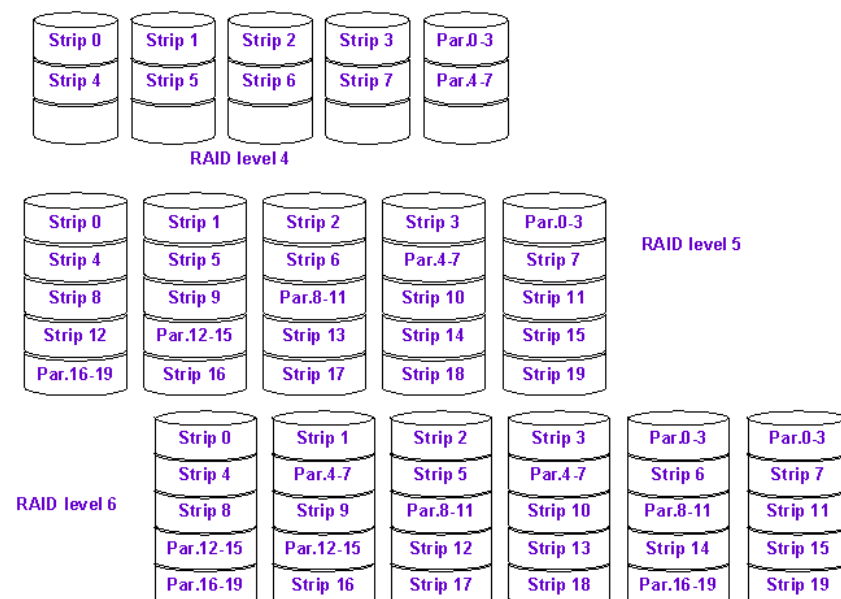 Strip 0 Strip 1 Strip 2 Strip 3 Par.0-3
Strip 4 Strip 5 Strip 6 Strip 7 Par.4-7
RAID level 4
Strip 0 Strip 1 Strip 2 Strip 3 Par.0-3
RAID level 5
Strip 4 Strip 5 Strip 6 Par.4-7 Strip 7
Strip 8 Strip 9 Par.8-11 Strip 10 Strip 11
Strip 12 Par.12-15 Strip 13 Strip 14 Strip 15
Par.16-19 Strip 16 Strip 17 Strip 18 Strip 19
Strip 0 Strip 1 Strip 2 Strip 3 Par.0-3 Par.0-3
Strip 4 Par.4-7 Strip 5 Par.4-7 Strip 6 Strip 7
RAID level 6
Strip 8 Strip 9 Par.8-11 Strip 10 Par.8-11 Strip 11
Par.12-15 Par.12-15 Strip 12 Strip 13 Strip 14 Strip 15
Par.16-19 Strip 16 Strip 17 Strip 18 Par.16-19 Strip 19